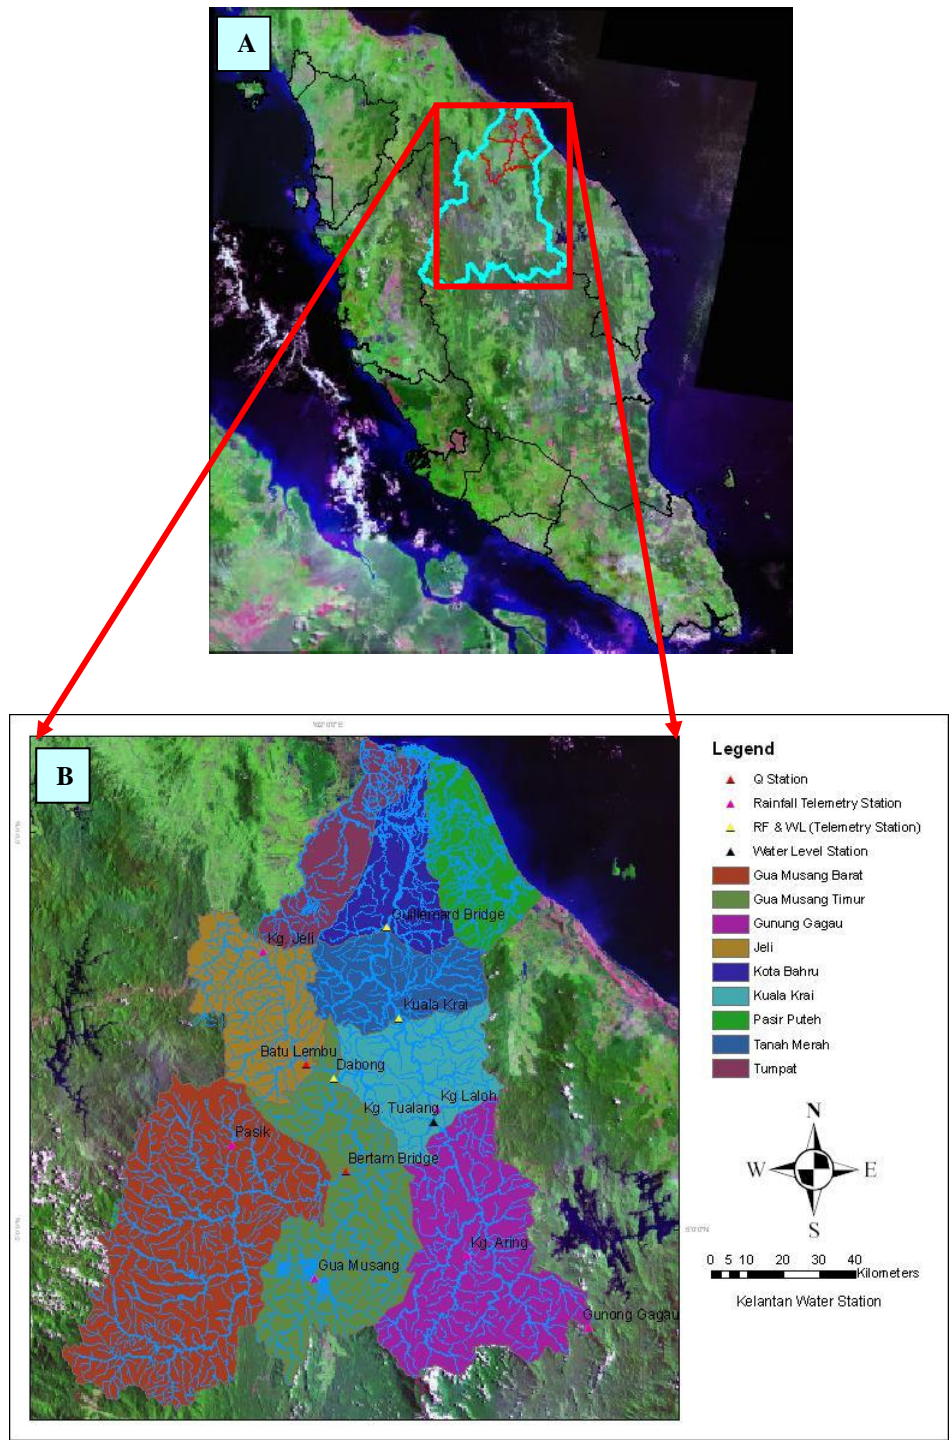 A
B
Guillemard Bridge
Kg. Jeli
Kuala Krai
Batu Lembu
Dabong
Kg Laloh
Kg. Tualang
Pasik
Bertam Bridge
Kg. Aring
Gua Musang
Gunong Gagau
Legend
Q Station
Rainfall Telemetry Station
RF & WL (Telemetry Station)
Water Level Station
Gua Musang Barat
Gua Musang Timur
Gunung Gagau
Jeli
Kota Bahru
Kuala Krai
Pasir Puteh
Tanah Merah
Tumpat
N
W E
S
0 5 10 20 30 40
Kilometers
Kelantan Water Station